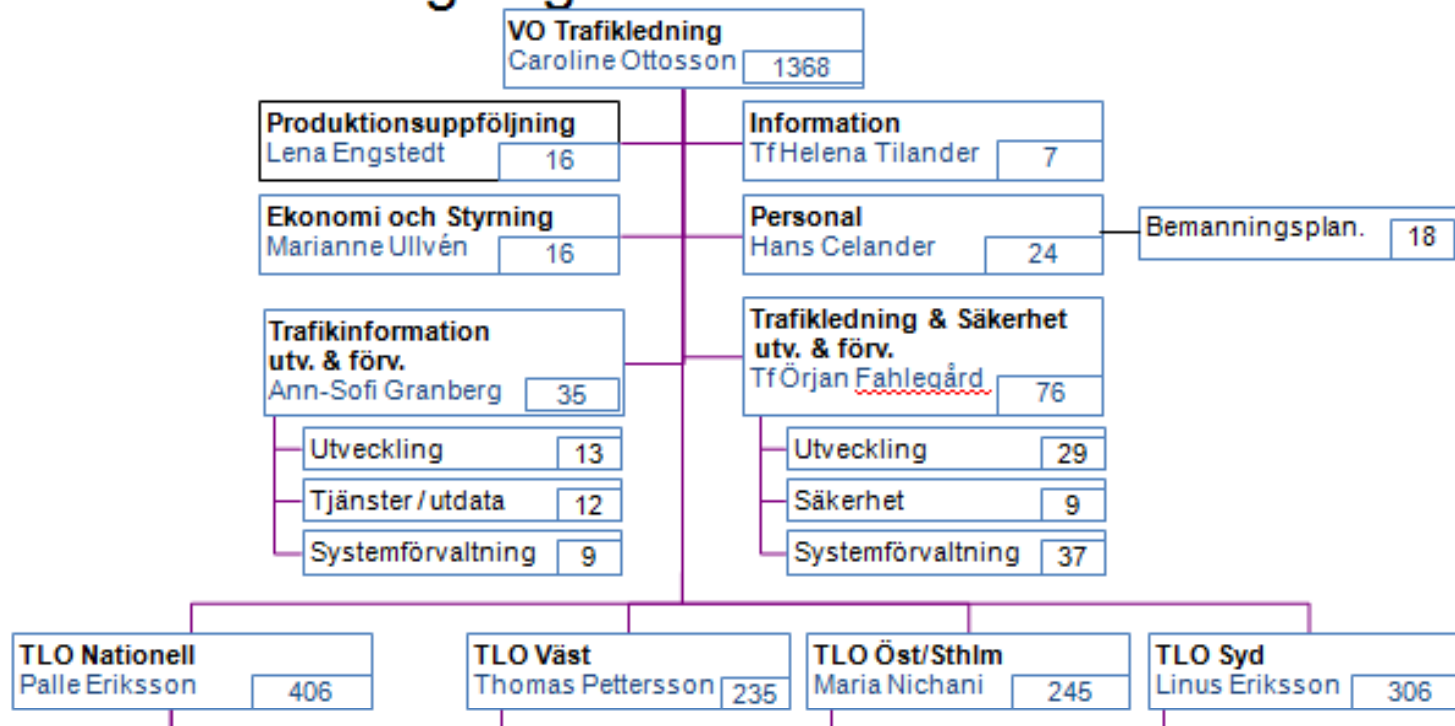 VO Trafikledning
Caroline Ottosson 1368
Produktionsuppföljning
Lena Engstedt 16
Information
Tf Helena Tilander 7
Ekonomi och Styrning
Marianne Ullvén 16
Personal
Hans Celander 24
Bemanningsplan. 18
Trafikinformation
utv. & förv.
Ann-Sofi Granberg 35
Utveckling 13
Tjänster / utdata 12
Systemförvaltning 9
Trafikledning & Säkerhet
utv. & förv.
Tf Örjan Fahlegård 76
Utveckling 29
Säkerhet 9
Systemförvaltning 37
TLO Nationell
Palle Eriksson 406
TLO Väst
Thomas Pettersson 235
TLO Öst/Sthlm
Maria Nichani 245
TLO Syd
Linus Eriksson 306